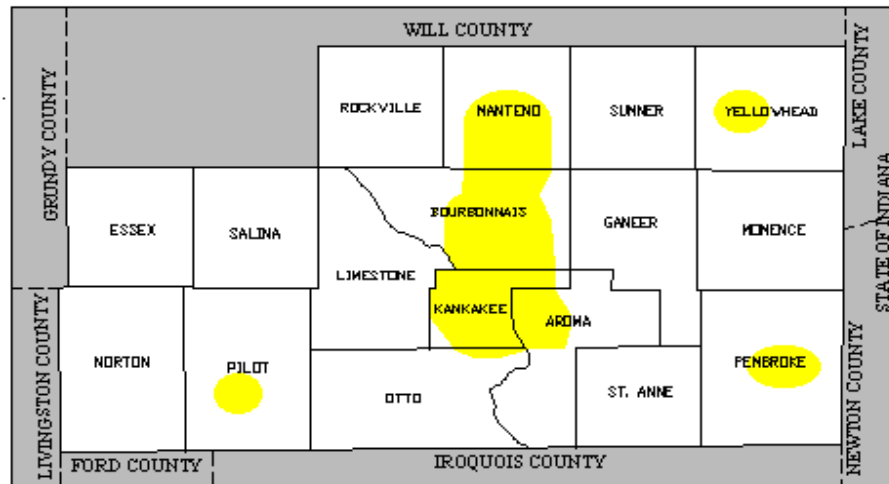 WILL COUNTY
GRUNDY COUNTY
LAKE COUNTY
ROCKVILLE
MANTENO
SUMNER
YELLOWHEAD
STATE OF INDIANA
ESSEX
SALINA
BOURBONNAIS
GANEER
MOMENCE
LIMESTONE
KANKAKEE
AROMA
LIVINGSTON COUNTY
NORTON
PILOT
OTTO
ST. ANNE
PEMBROKE
NEWTON COUNTY
FORD COUNTY
IROQUOIS COUNTY